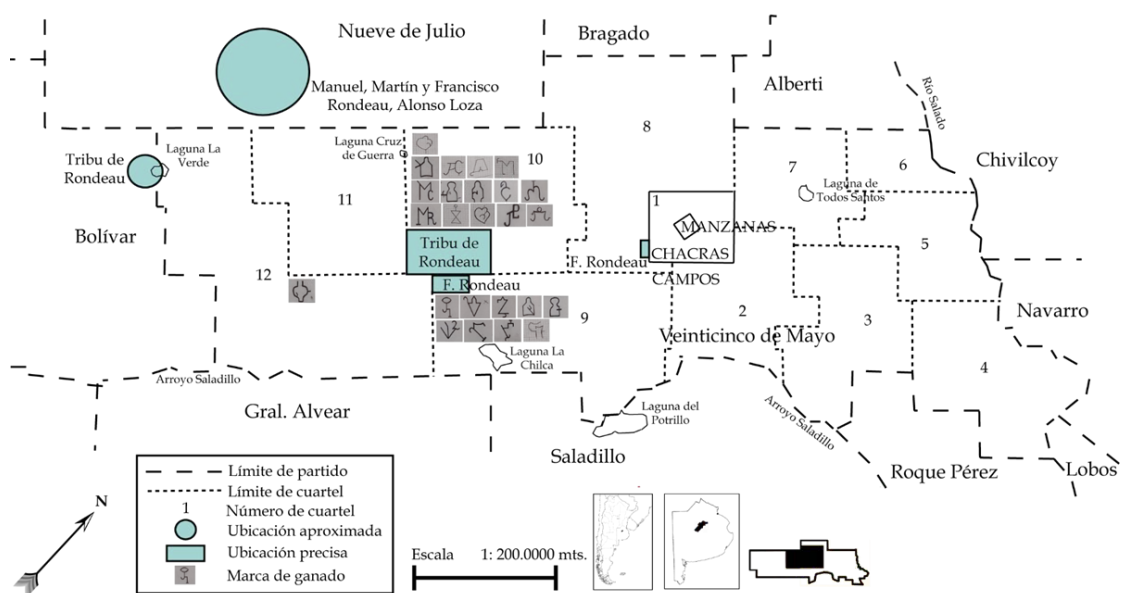 Nueve de Julio
Bragado
Alberti
Río Salado
Manuel, Martín y Francisco
Rondeau, Alonso Loza
8
Chivilcoy
Laguna La
Verde
Tribu de
Rondeau
Laguna Cruz
de Guerra
10
7
6
11
1
Laguna de
Todos Santos
Bolívar
MANZANAS
5
Tribu de
Rondeau
F. Rondeau
CHACRAS
12
CAMPOS
F. Rondeau
9
2
3
Navarro
Veinticinco de Mayo
4
Laguna La
Chilca
Arroyo Saladillo
Gral. Alvear
Laguna del
Potrillo
Arroyo Saladillo
Saladillo
Roque Pérez
Lobos
Límite de partido
Límite de cuartel
1 Número de cuartel
Ubicación aproximada
Ubicación precisa
Marca de ganado
N
Escala 1: 200.0000 mts.